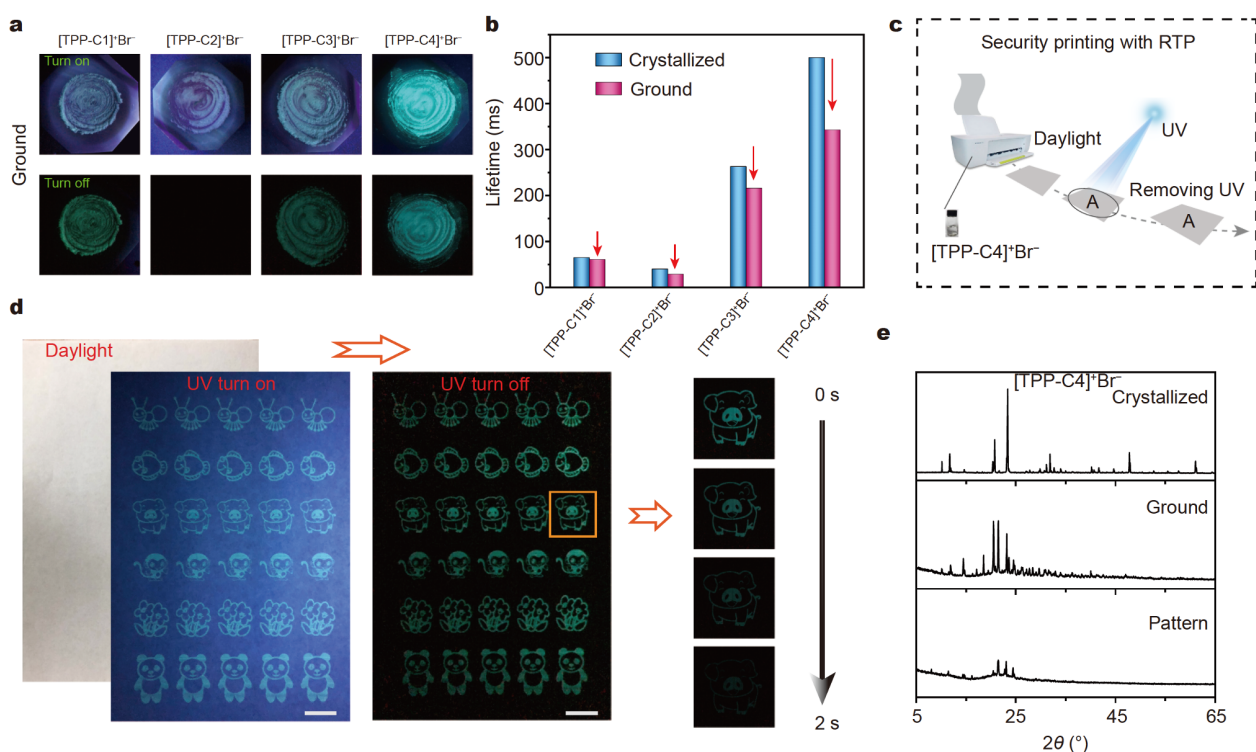 a
[TPP-C1]⁺Br⁻ [TPP-C2]⁺Br⁻ [TPP-C3]⁺Br⁻ [TPP-C4]⁺Br⁻
Turn on
Ground
Turn off
b
Crystallized
Ground
Lifetime (ms)
500
400
300
200
100
0
[TPP-C1]⁺Br⁻
[TPP-C2]⁺Br⁻
[TPP-C3]⁺Br⁻
[TPP-C4]⁺Br⁻
c
Security printing with RTP
Daylight
UV
Removing UV
A
A
[TPP-C4]⁺Br⁻
d
Daylight
UV turn on
UV turn off
0 s
2 s
e
[TPP-C4]⁺Br⁻
Crystallized
Ground
Pattern
5 25 45 65
2θ (°)